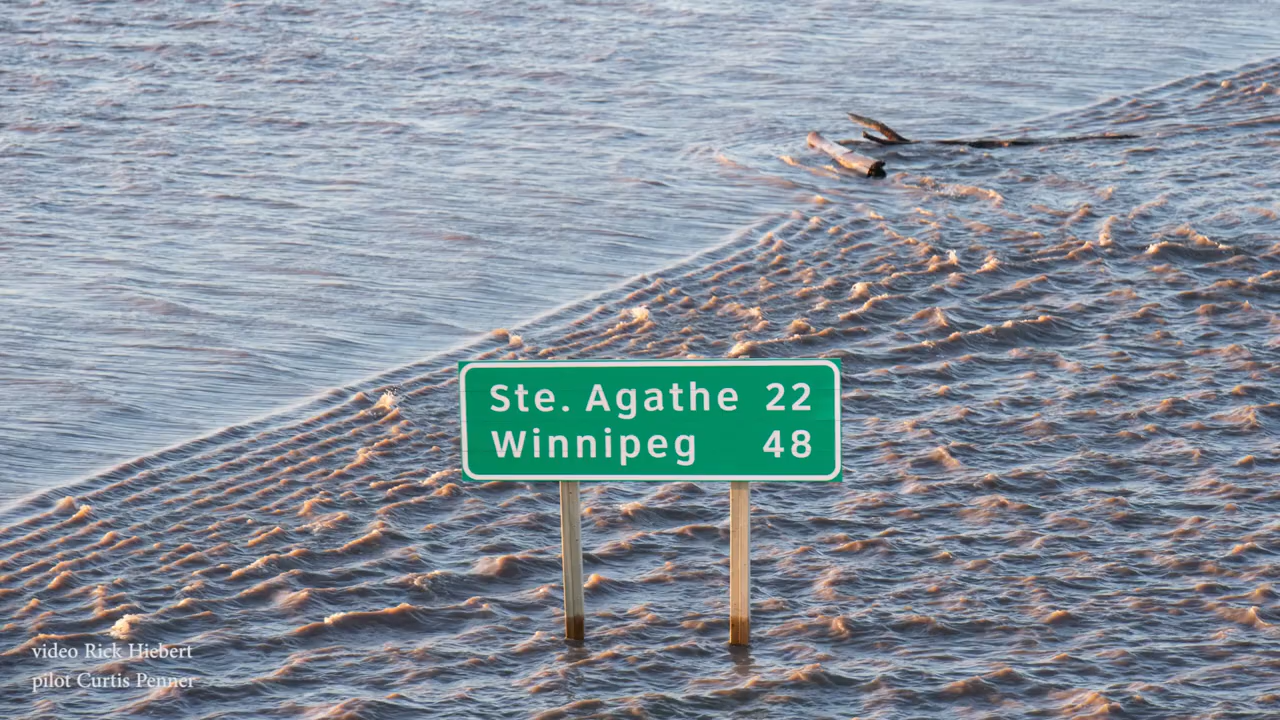 Ste. Agathe 22
Winnipeg 48
video Rick Hiebert
pilot Curtis Penner